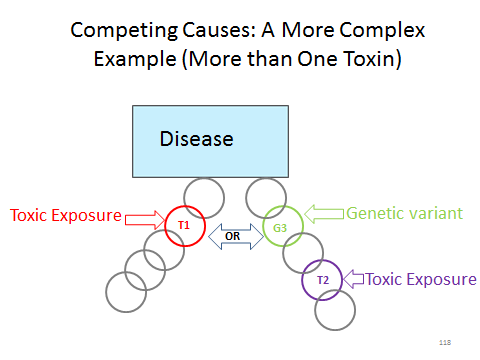 Competing Causes: A More Complex
Example (More than One Toxin)
Disease
Toxic Exposure
T1
OR
G3
Genetic variant
T2
Toxic Exposure
118